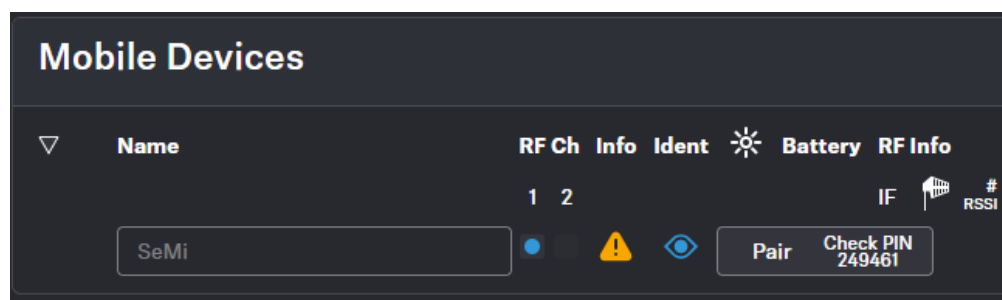 Mobile Devices
Name RF Ch Info Ident Battery RF Info
1 2 IF # RSSI
SeMi Pair Check PIN 249461